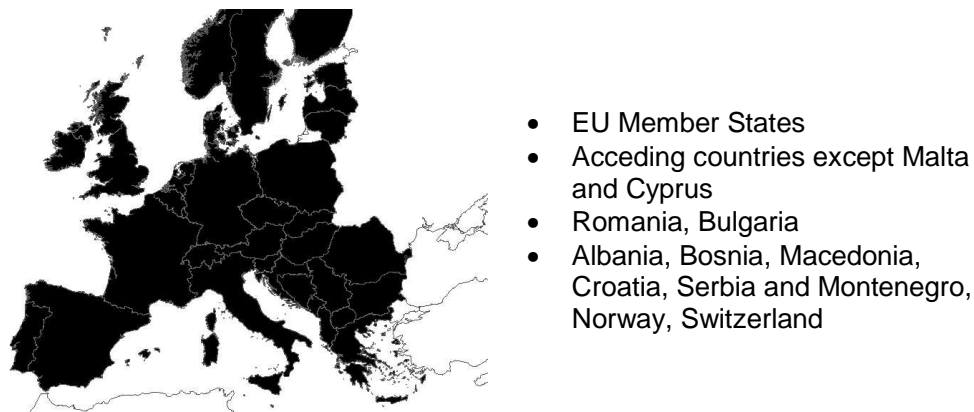 • EU Member States
• Acceding countries except Malta
and Cyprus
• Romania, Bulgaria
• Albania, Bosnia, Macedonia,
Croatia, Serbia and Montenegro,
Norway, Switzerland